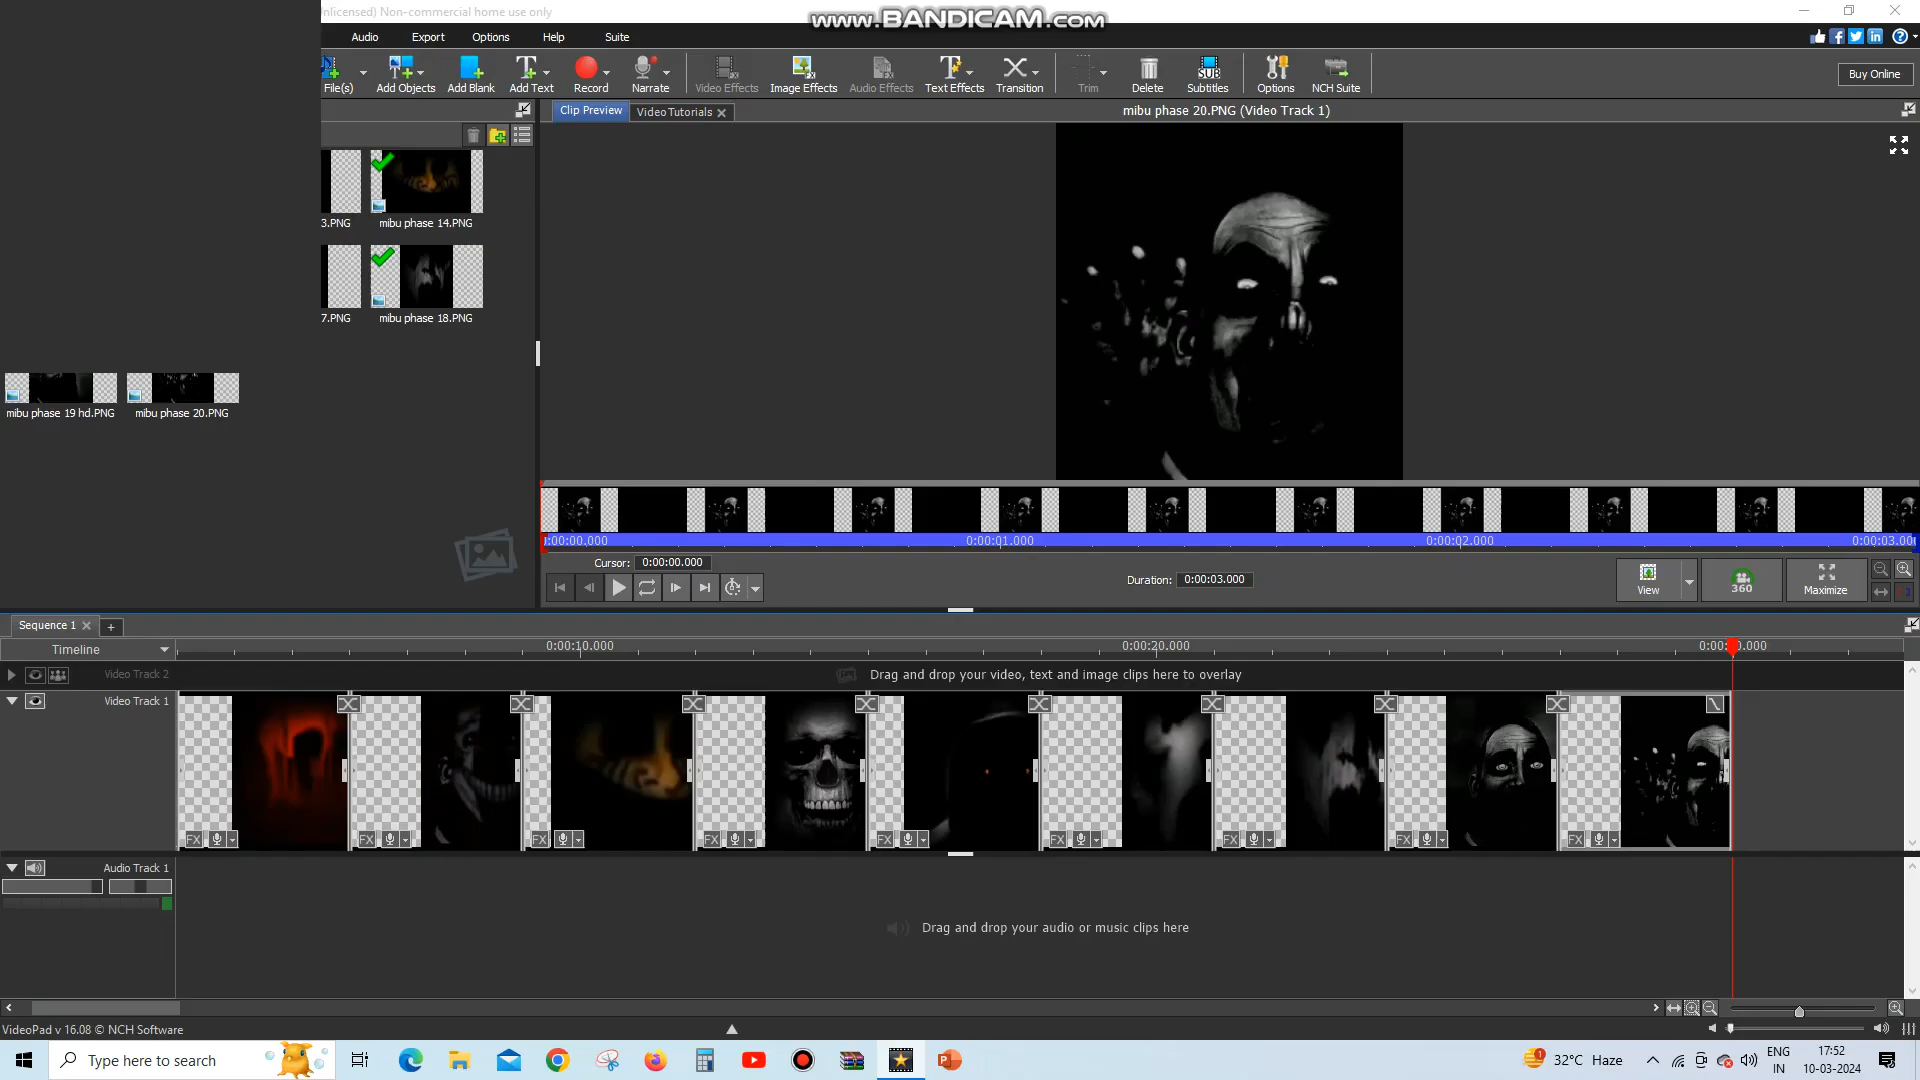 nlicensed) Non-commercial home use only
www.BANDICAM.com
Audio
Export
Options
Help
Suite
File(s)
Add Objects
Add Blank
Add Text
Record
Narrate
Video Effects
Image Effects
Audio Effects
Text Effects
Transition
Trim
Delete
SUB
Subtitles
Options
NCH Suite
Buy Online
Clip Preview
Video Tutorials
mibu phase 20.PNG (Video Track 1)
3.PNG
mibu phase 14.PNG
7.PNG
mibu phase 18.PNG
mibu phase 19 hd.PNG
mibu phase 20.PNG
0:00:00.000
0:00:01.000
0:00:02.000
0:00:03.00
Cursor:
0:00:00.000
Duration:
0:00:03.000
View
360
Maximize
Sequence 1
Timeline
0:00:10.000
0:00:20.000
Video Track 2
Drag and drop your video, text and image clips here to overlay
Video Track 1
FX
FX
FX
FX
FX
FX
FX
FX
FX
Audio Track 1
Drag and drop your audio or music clips here
VideoPad v 16.08 © NCH Software
Type here to search
32°C Haze
ENG
IN
17:52
10-03-2024